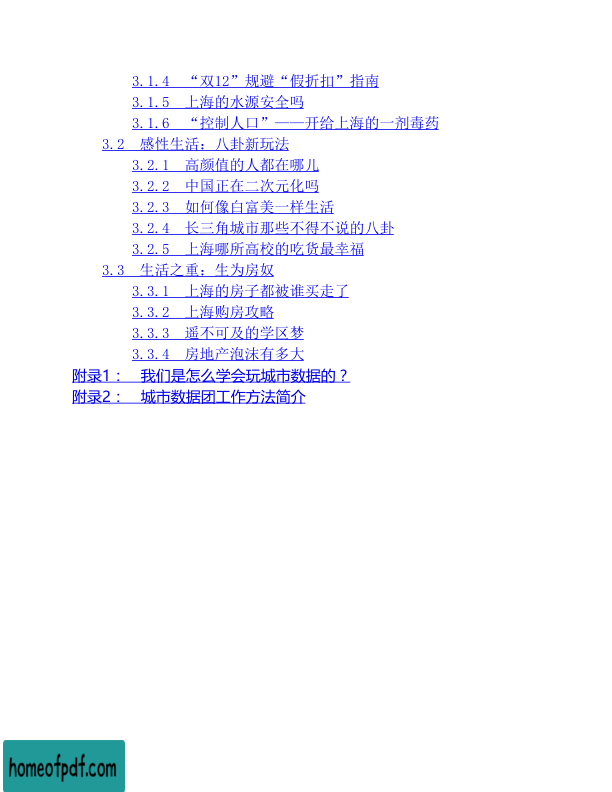 3.1.4 “双12”规避“假折扣”指南
3.1.5 上海的水源安全吗
3.1.6 “控制人口”——开给上海的一剂毒药
3.2 感性生活：八卦新玩法
3.2.1 高颜值的人都在哪儿
3.2.2 中国正在二次元化吗
3.2.3 如何像白富美一样生活
3.2.4 长三角城市那些不得不说的八卦
3.2.5 上海哪所高校的吃货最幸福
3.3 生活之重：生为房奴
3.3.1 上海的房子都被谁买走了
3.3.2 上海购房攻略
3.3.3 遥不可及的学区梦
3.3.4 房地产泡沫有多大
附录1： 我们是怎么学会玩城市数据的？
附录2： 城市数据团工作方法简介
homeofpdf.com